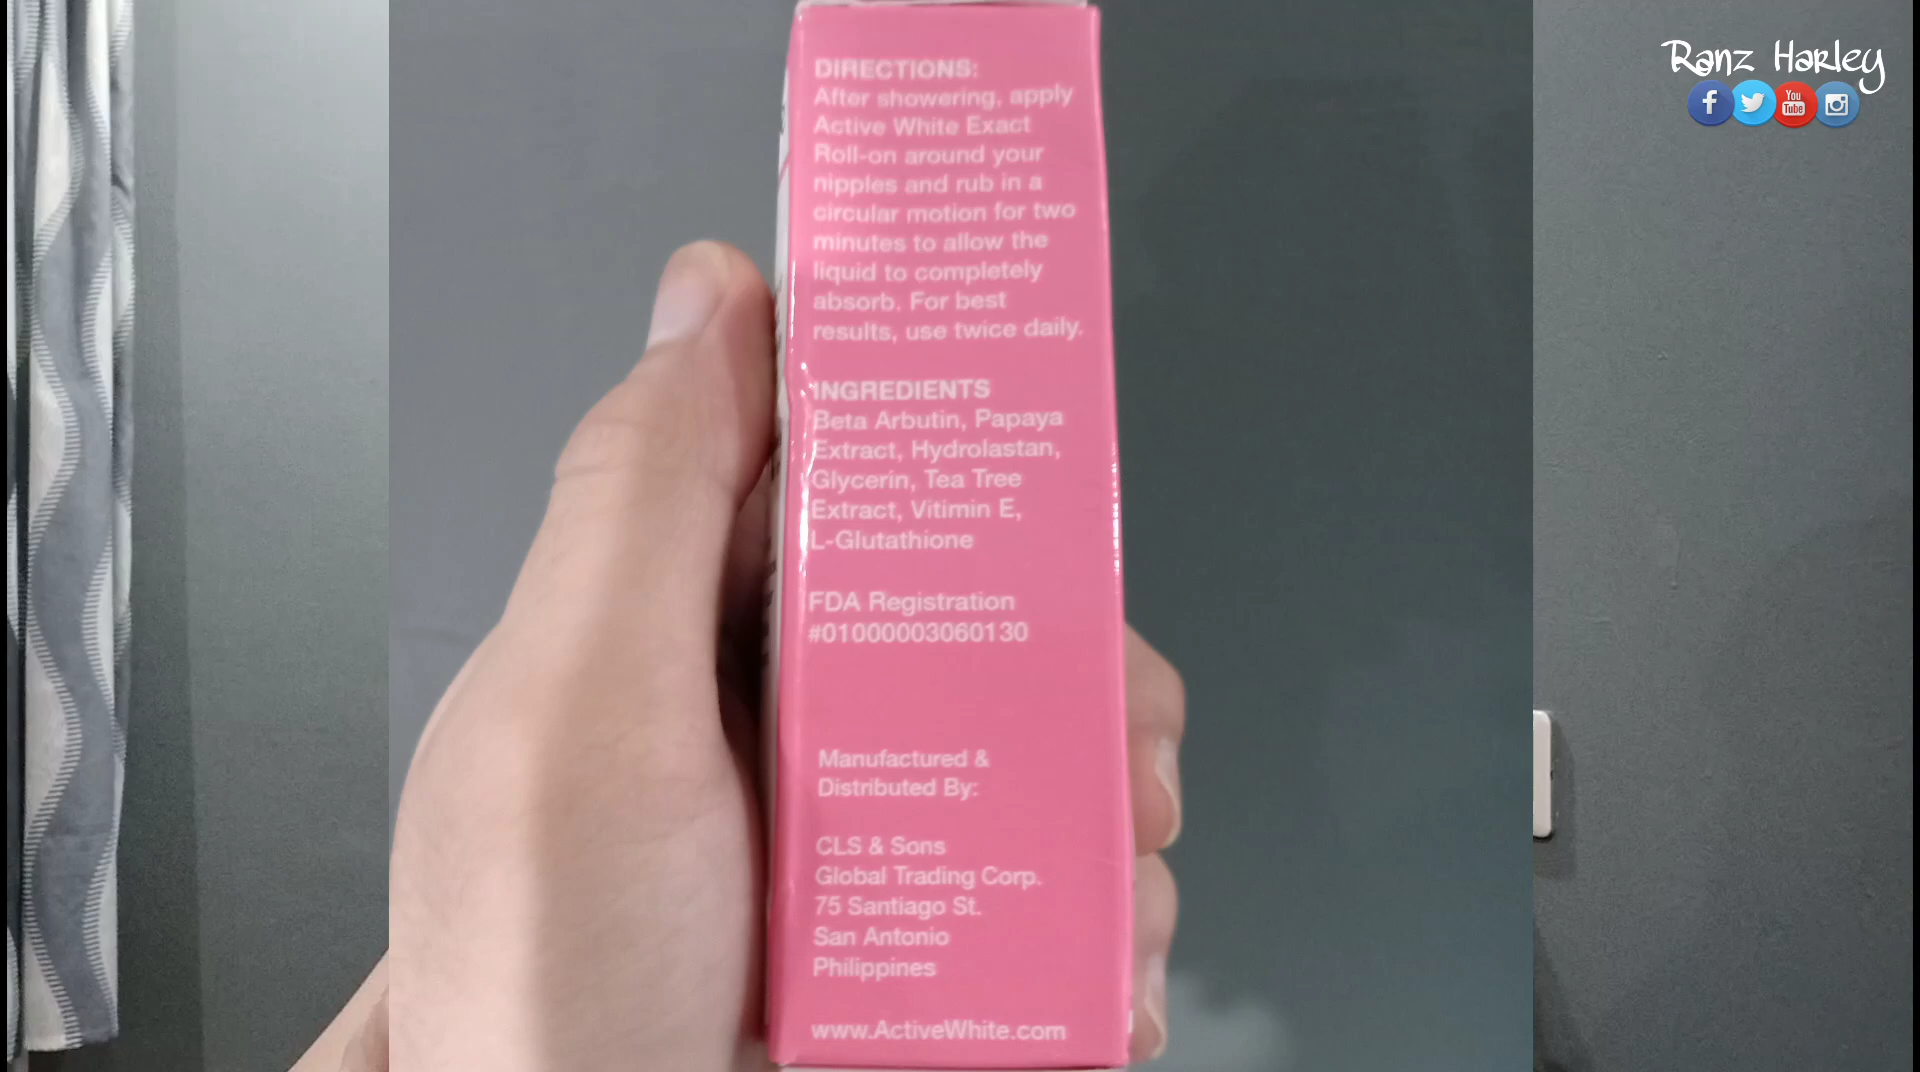 Ranz Harley
You
Tube
DIRECTIONS:
After showering, apply
Active White Exact
Roll-on around your
nipples and rub in a
circular motion for two
minutes to allow the
liquid to completely
absorb. For best
results, use twice daily.
INGREDIENTS
Beta Arbutin, Papaya
Extract, Hydrolastan,
Glycerin, Tea Tree
Extract, Vitimin E,
L-Glutathione
FDA Registration
#01000003060130
Manufactured &
Distributed By:
CLS & Sons
Global Trading Corp.
75 Santiago St.
San Antonio
Philippines
www.ActiveWhite.com